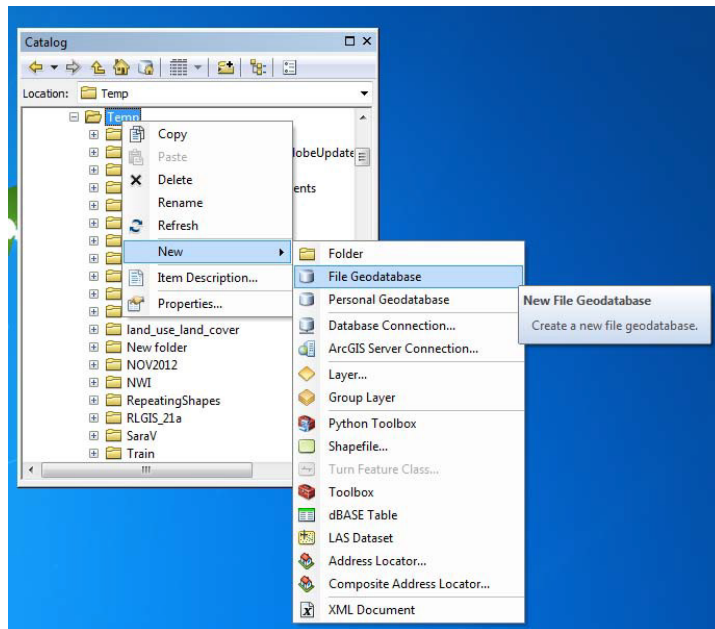 Catalog
Location: Temp
Temp
Copy
Paste
lobeUpdate
Delete
ents
Rename
Refresh
New
Item Description...
Properties...
land_use_land_cover
New folder
NOV2012
NWI
RepeatingShapes
RLGIS_21a
SaraV
Train
Folder
File Geodatabase
Personal Geodatabase
Database Connection...
ArcGIS Server Connection...
Layer...
Group Layer
Python Toolbox
Shapefile...
Turn Feature Class...
Toolbox
dBASE Table
LAS Dataset
Address Locator...
Composite Address Locator...
XML Document
New File Geodatabase
Create a new file geodatabase.